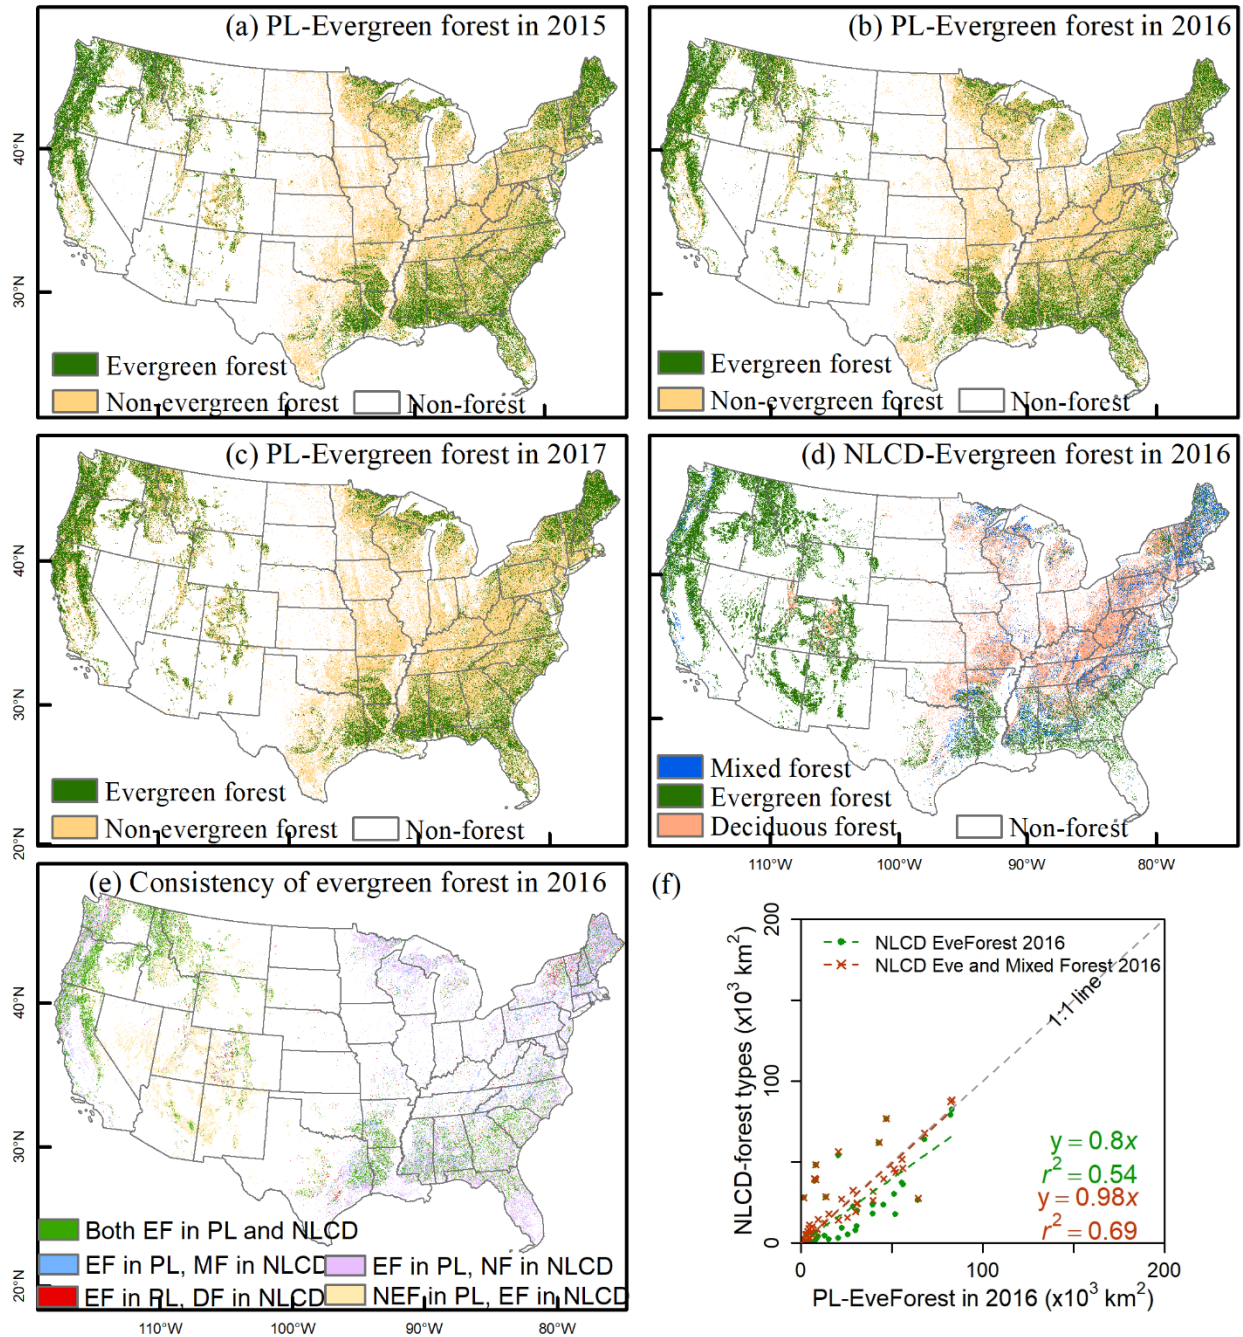 (a) PL-Evergreen forest in 2015
40°N
30°N
Evergreen forest
Non-evergreen forest
Non-forest
(b) PL-Evergreen forest in 2016
Evergreen forest
Non-evergreen forest
Non-forest
(c) PL-Evergreen forest in 2017
40°N
30°N
20°N
Evergreen forest
Non-evergreen forest
Non-forest
(d) NLCD-Evergreen forest in 2016
Mixed forest
Evergreen forest
Deciduous forest
Non-forest
110°W 100°W 90°W 80°W
(e) Consistency of evergreen forest in 2016
40°N
30°N
20°N
Both EF in PL and NLCD
EF in PL, MF in NLCD
EF in PL, NF in NLCD
EF in PL, DF in NLCD
NEF in PL, EF in NLCD
110°W 100°W 90°W 80°W
(f)
NLCD EveForest 2016
NLCD Eve and Mixed Forest 2016
1:1 line
y = 0.8x
r² = 0.54
y = 0.98x
r² = 0.69
NLCD-forest types (x10³ km²)
200
100
0
0 100 200
PL-EveForest in 2016 (x10³ km²)